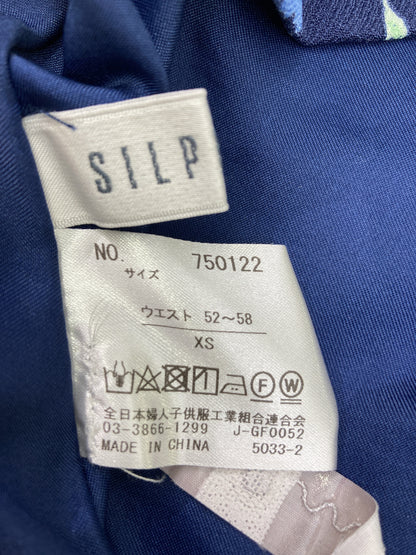 SILP
NO. 750122
サイズ
ウエスト 52〜58
XS
全日本婦人子供服工業組合連合会
03-3866-1299 J-GF0052
MADE IN CHINA 5033-2